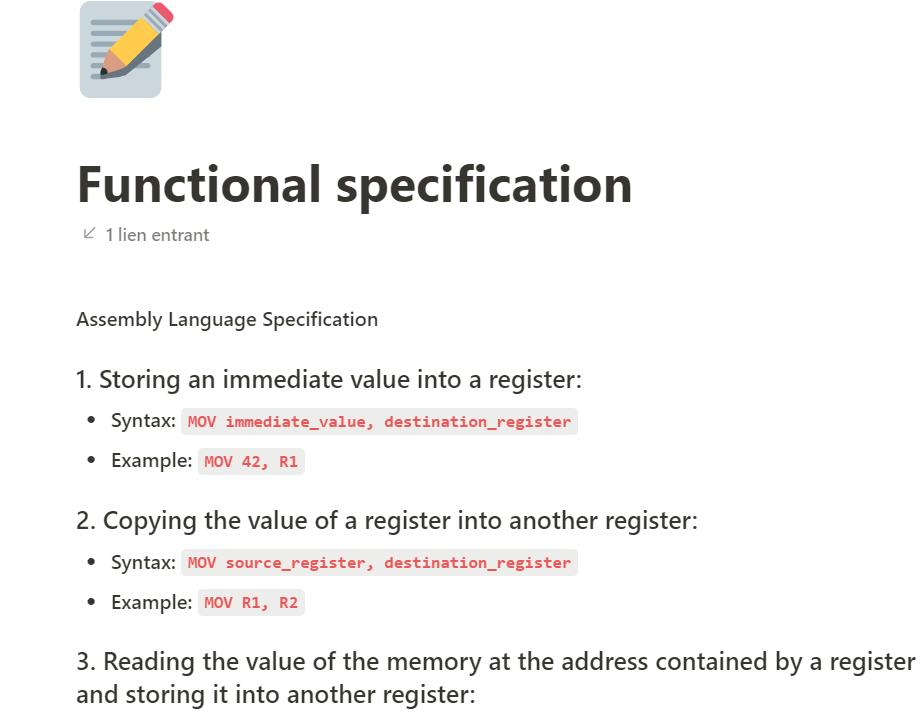 Functional specification
1 lien entrant
Assembly Language Specification
1. Storing an immediate value into a register:
• Syntax: MOV immediate_value, destination_register
• Example: MOV 42, R1
2. Copying the value of a register into another register:
• Syntax: MOV source_register, destination_register
• Example: MOV R1, R2
3. Reading the value of the memory at the address contained by a register
and storing it into another register: